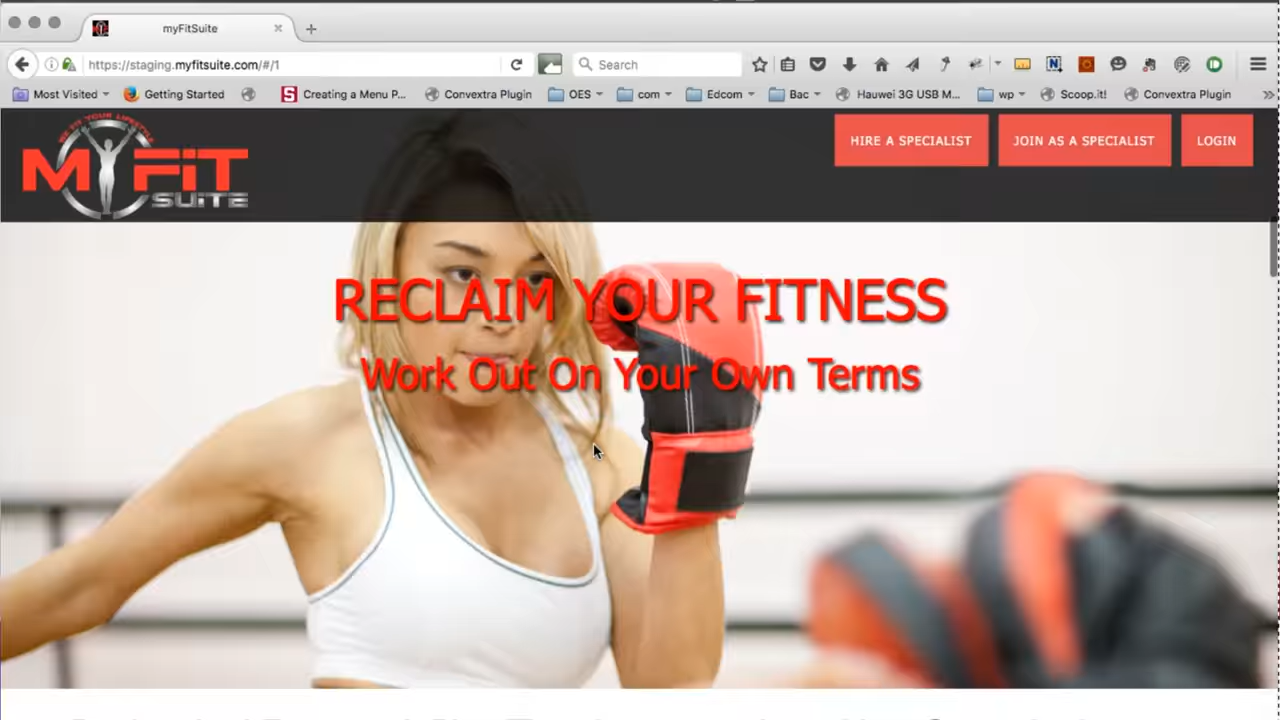 myFitSuite
https://staging.myfitsuite.com/#/1
Search
Most Visited
Getting Started
Creating a Menu P...
Convextra Plugin
OES
com
Edcom
Bac
Hauwei 3G USB M...
wp
Scoop.it!
Convextra Plugin
MY FiT
SUiTE
HIRE A SPECIALIST
JOIN AS A SPECIALIST
LOGIN
RECLAIM YOUR FITNESS
Work Out On Your Own Terms